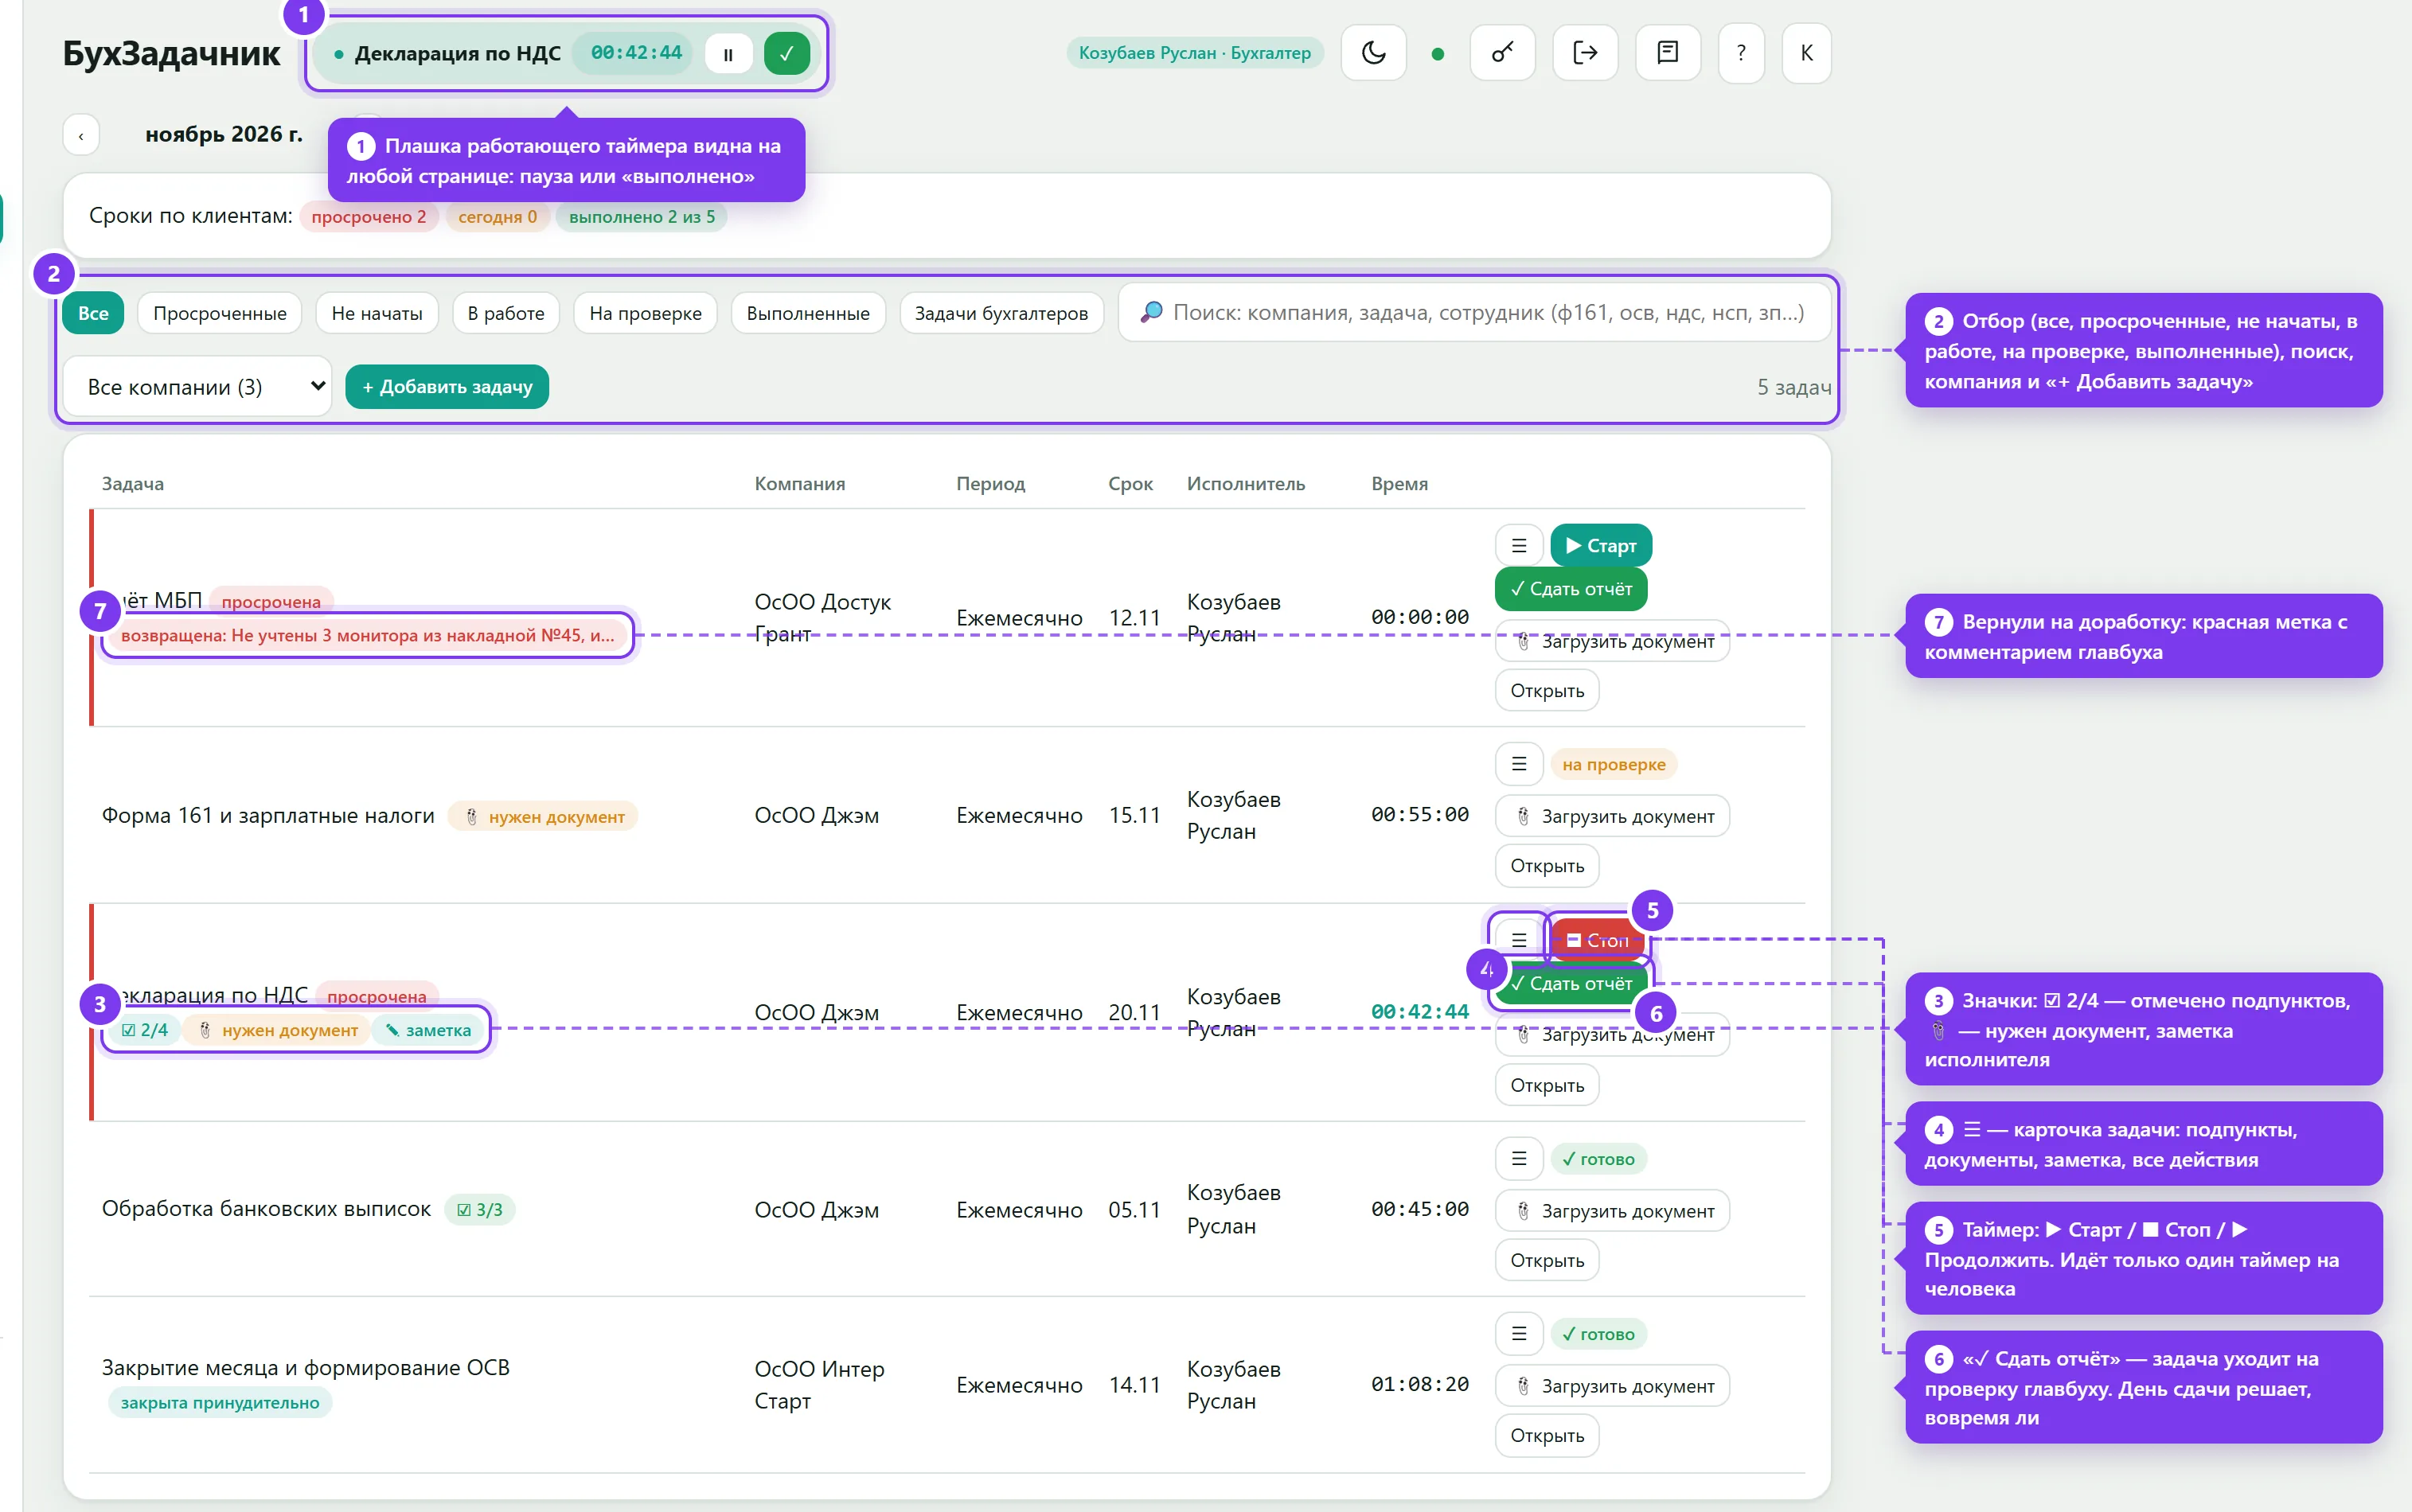 1
БухЗадачник
Декларация по НДС 00:42:44 ⏸ ✓
Козубаев Руслан · Бухгалтер
?
K
‹ ноябрь 2026 г.
1 Плашка работающего таймера видна на
любой странице: пауза или «выполнено»
Сроки по клиентам: просрочено 2 сегодня 0 выполнено 2 из 5
2
Все Просроченные Не начаты В работе На проверке Выполненные Задачи бухгалтеров
Поиск: компания, задача, сотрудник (ф161, осв, ндс, нсп, зп...)
Все компании (3) + Добавить задачу 5 задач
2 Отбор (все, просроченные, не начаты, в
работе, на проверке, выполненные), поиск,
компания и «+ Добавить задачу»
Задача Компания Период Срок Исполнитель Время
МБП просрочена
7 возвращена: Не учтены 3 монитора из накладной №45, и...
ОсОО Достук
Грант
Ежемесячно 12.11
Козубаев
Руслан
00:00:00
☰ ▶ Старт
✓ Сдать отчёт
Загрузить документ
Открыть
7 Вернули на доработку: красная метка с
комментарием главбуха
Форма 161 и зарплатные налоги нужен документ
ОсОО Джэм
Ежемесячно 15.11
Козубаев
Руслан
00:55:00
☰ на проверке
Загрузить документ
Открыть
по НДС просрочена
3 ☑ 2/4 нужен документ ✎ заметка
ОсОО Джэм
Ежемесячно 20.11
Козубаев
Руслан
00:42:44
☰ ■ Стоп 5
4 ✓ Сдать отчёт
6
Загрузить документ
Открыть
3 Значки: ☑ 2/4 — отмечено подпунктов,
— нужен документ, заметка
исполнителя
4 ☰ — карточка задачи: подпункты,
документы, заметка, все действия
5 Таймер: ▶ Старт / ■ Стоп / ▶
Продолжить. Идёт только один таймер на
человека
6 «✓ Сдать отчёт» — задача уходит на
проверку главбуху. День сдачи решает,
вовремя ли
Обработка банковских выписок ☑ 3/3
ОсОО Джэм
Ежемесячно 05.11
Козубаев
Руслан
00:45:00
☰ ✓ готово
Загрузить документ
Открыть
Закрытие месяца и формирование ОСВ
закрыта принудительно
ОсОО Интер
Старт
Ежемесячно 14.11
Козубаев
Руслан
01:08:20
☰ ✓ готово
Загрузить документ
Открыть